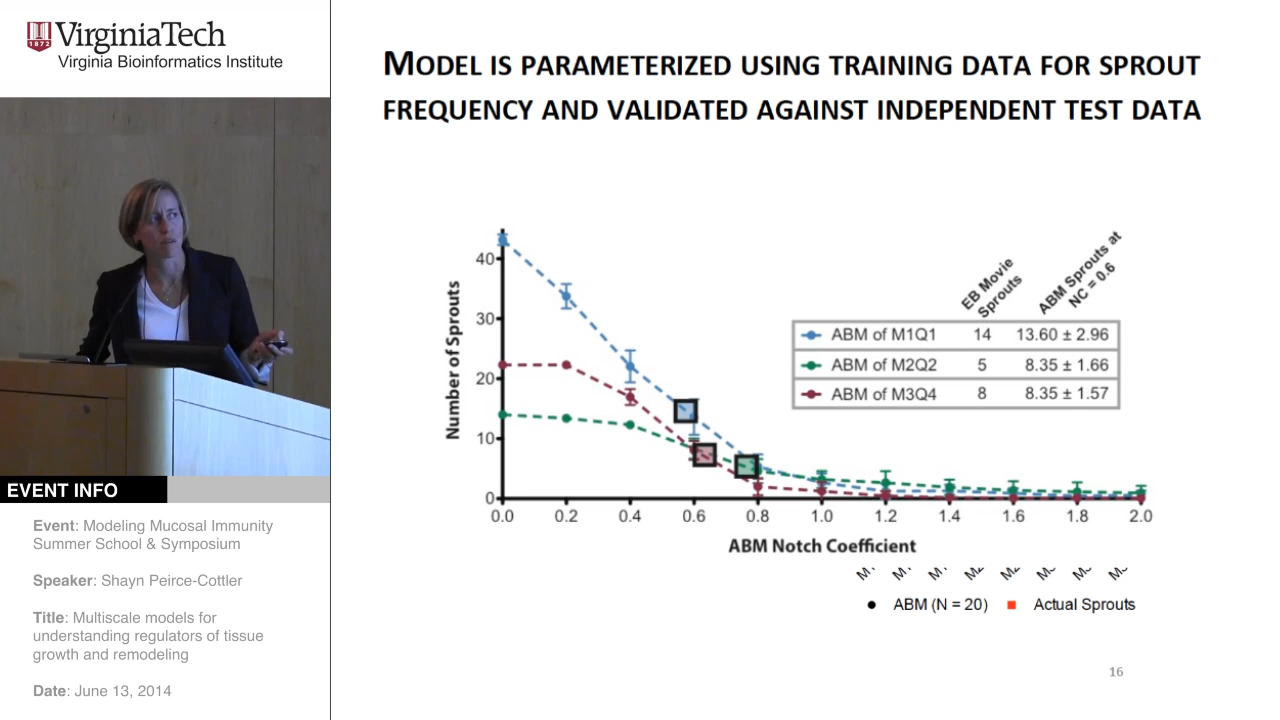 VirginiaTech
1872
Virginia Bioinformatics Institute
MODEL IS PARAMETERIZED USING TRAINING DATA FOR SPROUT
FREQUENCY AND VALIDATED AGAINST INDEPENDENT TEST DATA
Number of Sprouts
40
30
20
10
0
0.0 0.2 0.4 0.6 0.8 1.0 1.2 1.4 1.6 1.8 2.0
ABM Notch Coefficient
EB Movie
Sprouts
ABM Sprouts at
NC = 0.6
ABM of M1Q1 14 13.60 ± 2.96
ABM of M2Q2 5 8.35 ± 1.66
ABM of M3Q4 8 8.35 ± 1.57
ABM (N = 20) Actual Sprouts
16
EVENT INFO
Event: Modeling Mucosal Immunity
Summer School & Symposium
Speaker: Shayn Peirce-Cottler
Title: Multiscale models for
understanding regulators of tissue
growth and remodeling
Date: June 13, 2014